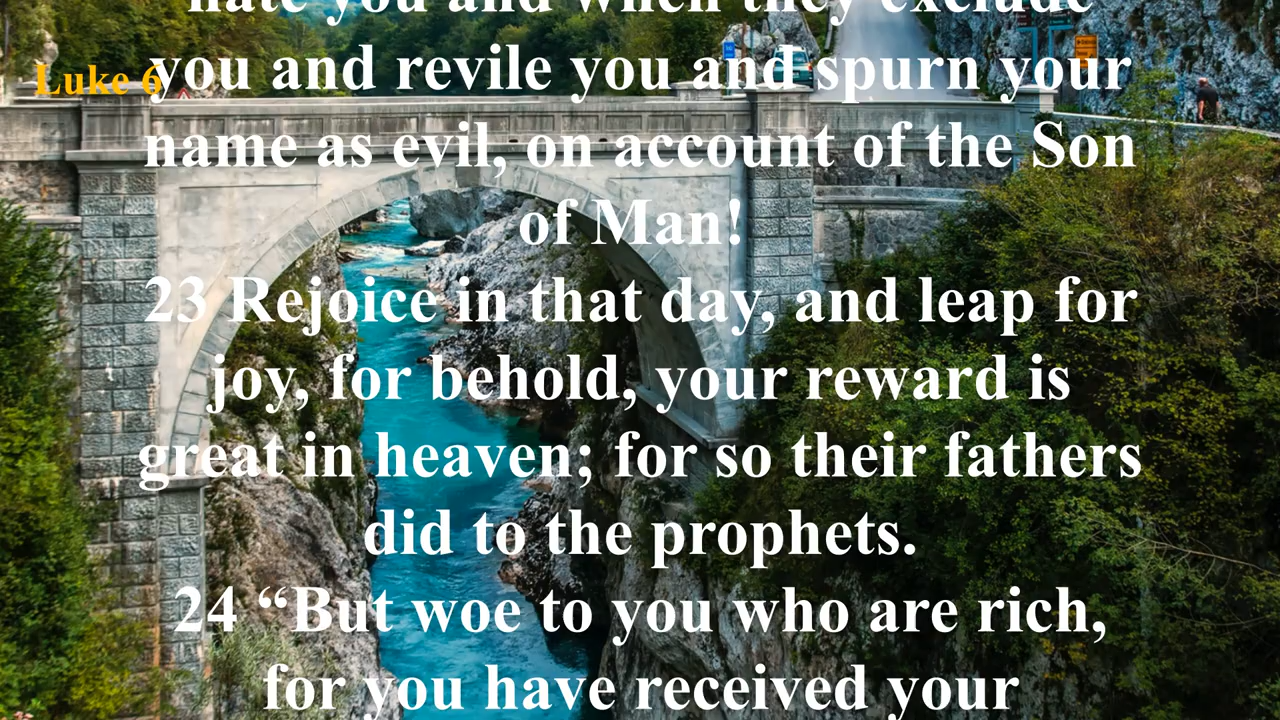 hate you and when they exclude
Luke 6
you and revile you and spurn your
name as evil, on account of the Son
of Man!
23 Rejoice in that day, and leap for
joy, for behold, your reward is
great in heaven; for so their fathers
did to the prophets.
24 “But woe to you who are rich,
for you have received your